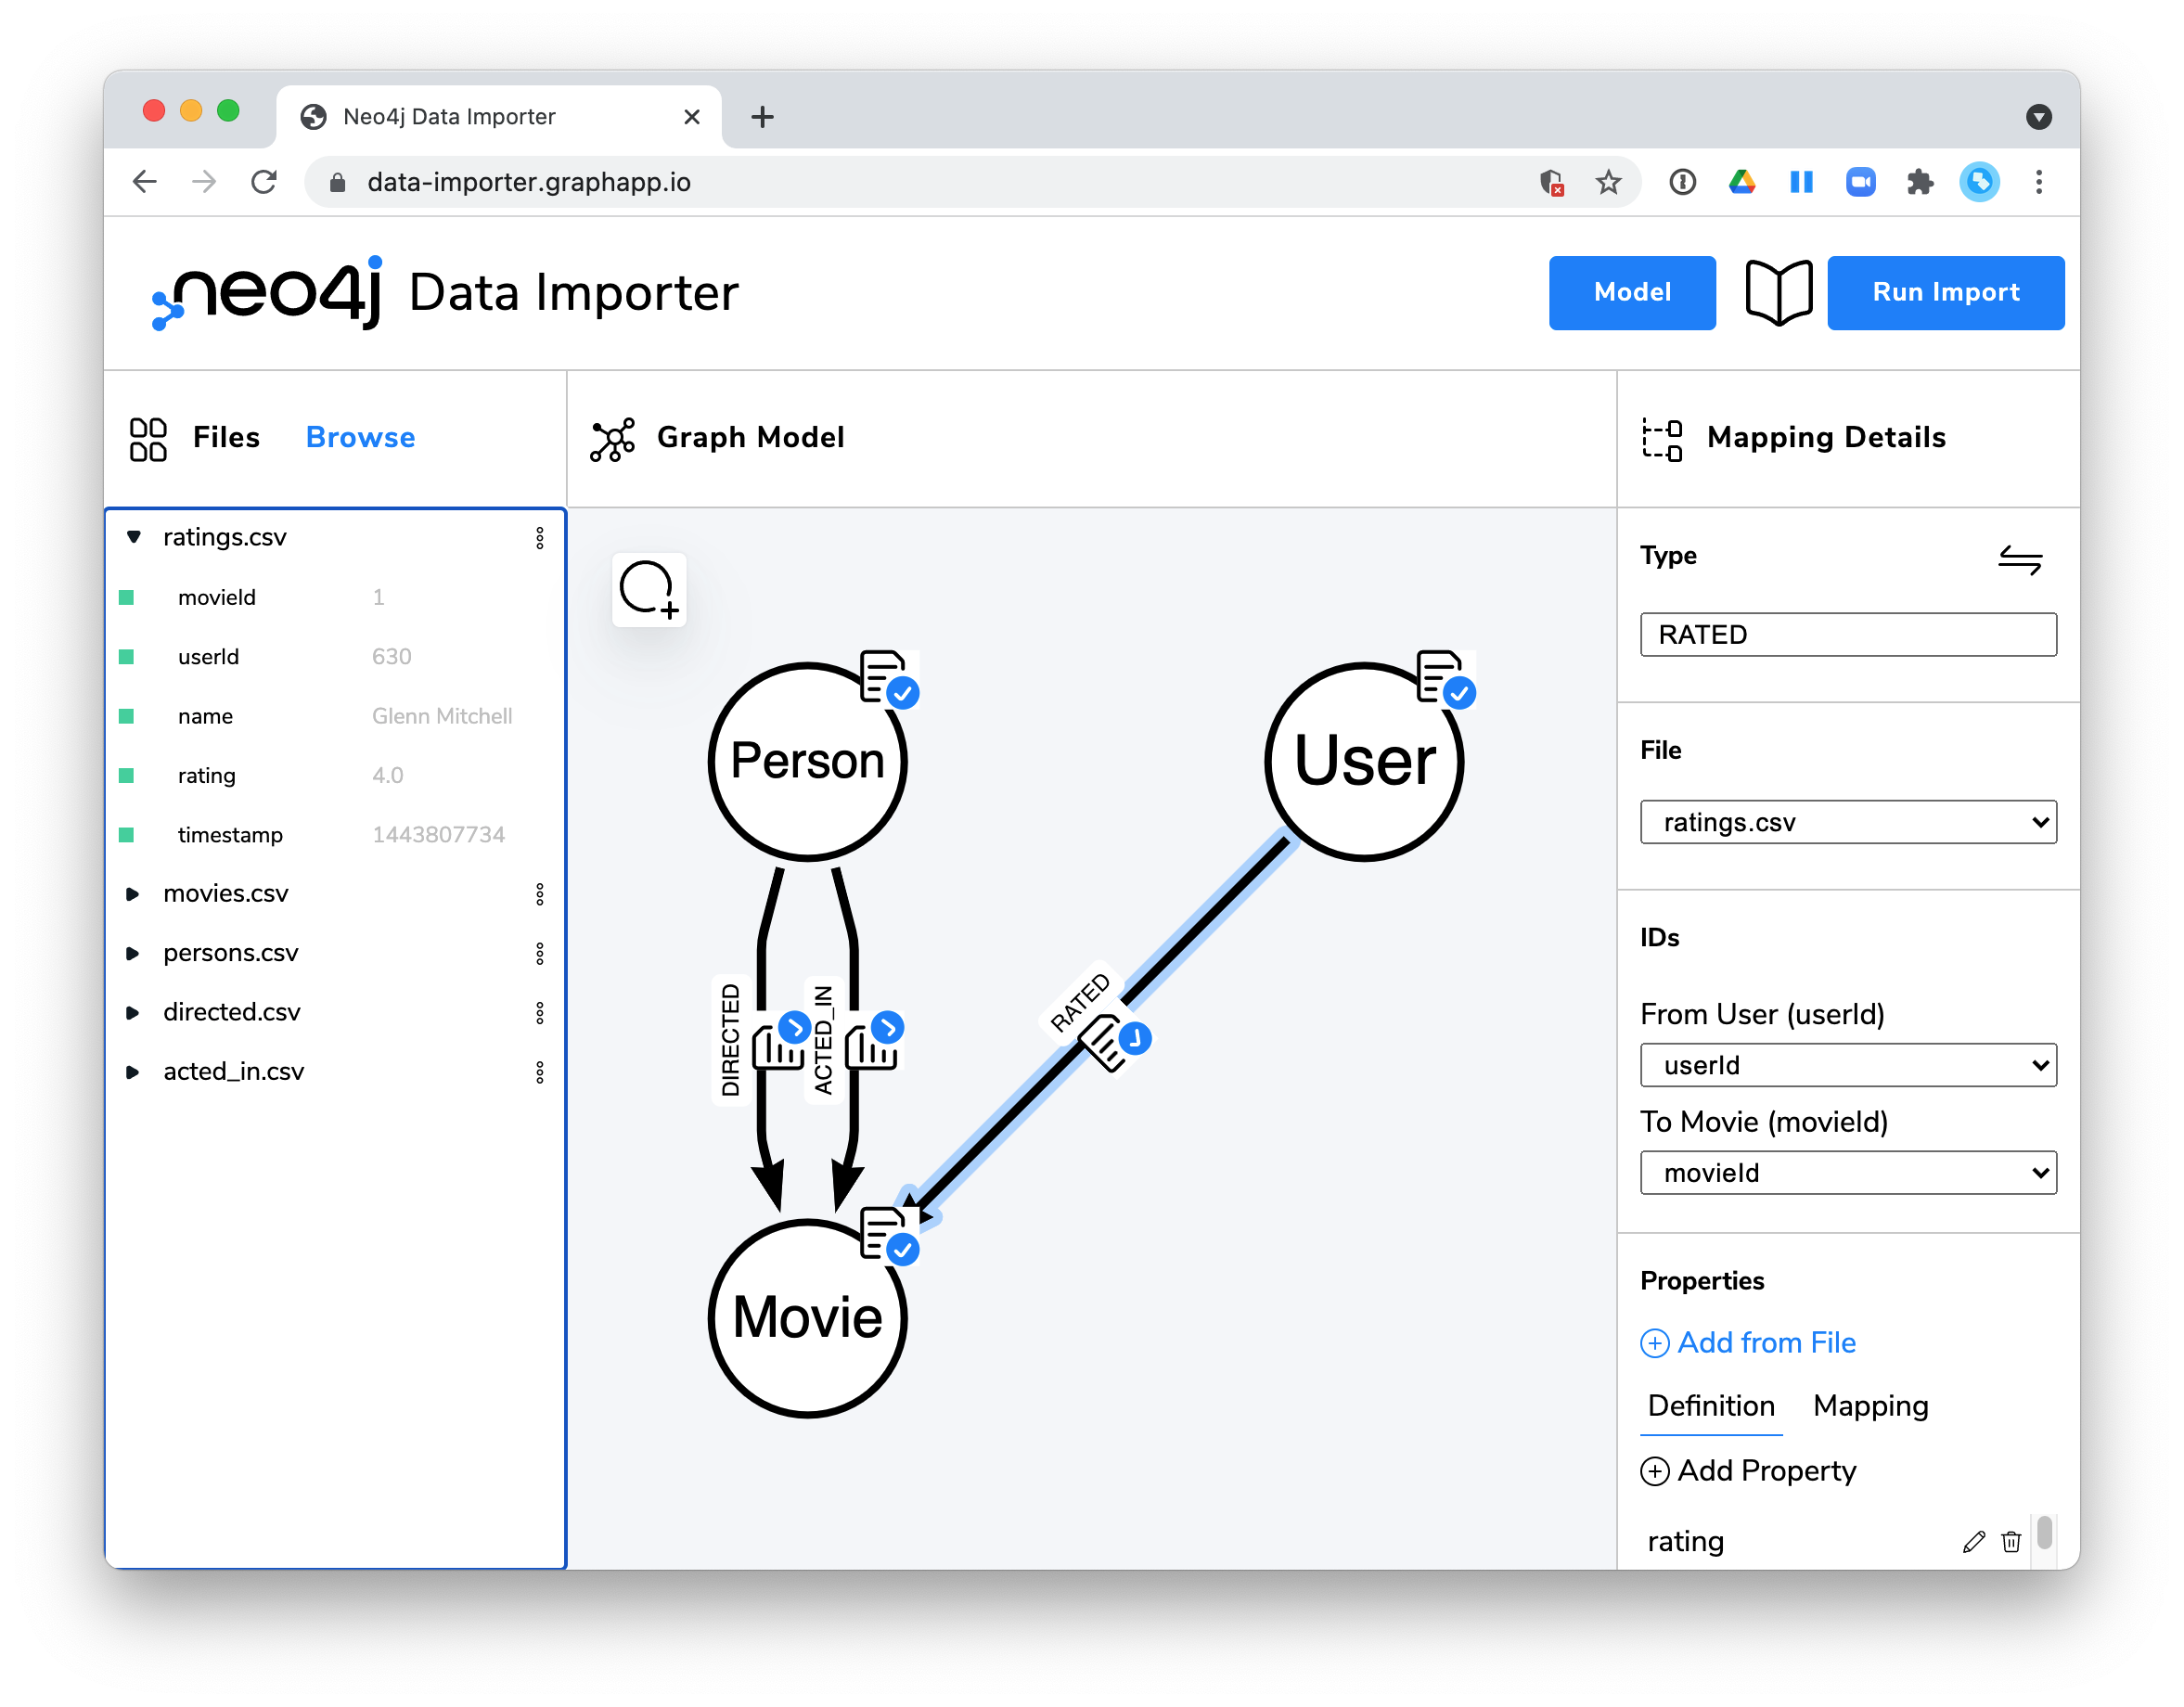 Neo4j Data Importer
data-importer.graphapp.io
neo4j Data Importer
Model
Run Import
Files
Browse
Graph Model
Mapping Details
ratings.csv
movieId 1
userId 630
name Glenn Mitchell
rating 4.0
timestamp 1443807734
movies.csv
persons.csv
directed.csv
acted_in.csv
Person
User
DIRECTED
ACTED_IN
RATED
Movie
Type
RATED
File
ratings.csv
IDs
From User (userId)
userId
To Movie (movieId)
movieId
Properties
Add from File
Definition Mapping
Add Property
rating